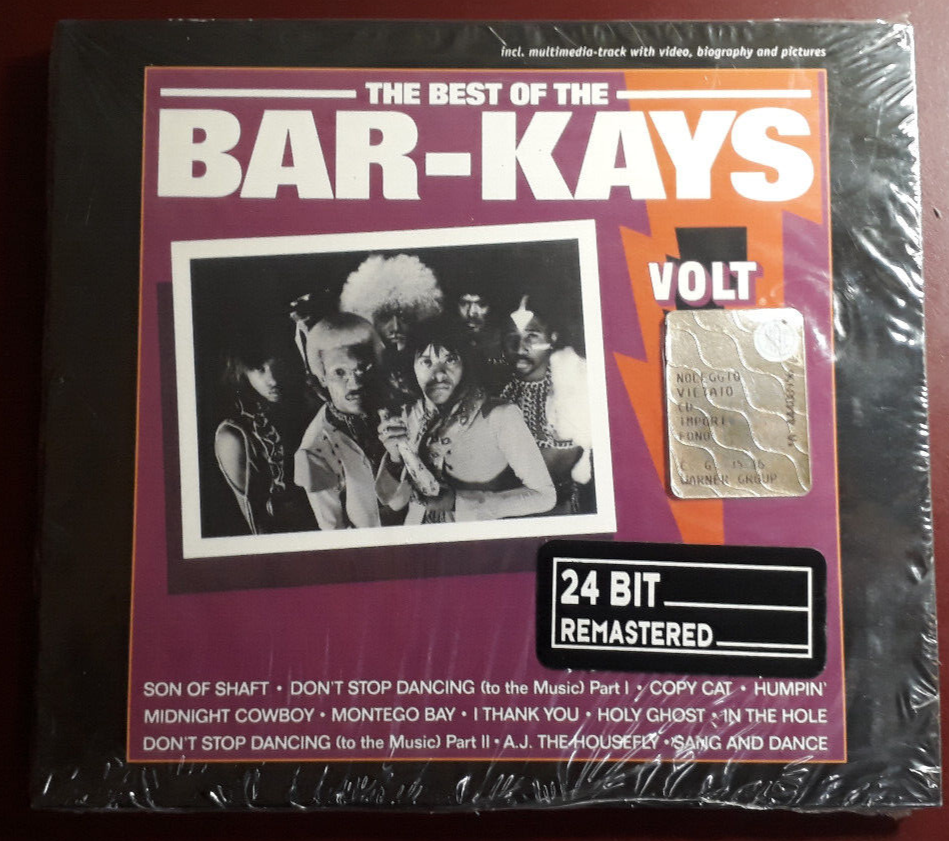 incl. multimedia-track with video, biography and pictures
THE BEST OF THE
BAR-KAYS
VOLT
NOLEGGIO
VIETATO
CD
IMPORT
FONO
WARNER GROUP
24 BIT
REMASTERED
SON OF SHAFT • DON'T STOP DANCING (to the Music) Part I • COPY CAT • HUMPIN'
MIDNIGHT COWBOY • MONTEGO BAY • I THANK YOU • HOLY GHOST • IN THE HOLE
DON'T STOP DANCING (to the Music) Part II • A.J. THE HOUSEFLY • SANG AND DANCE